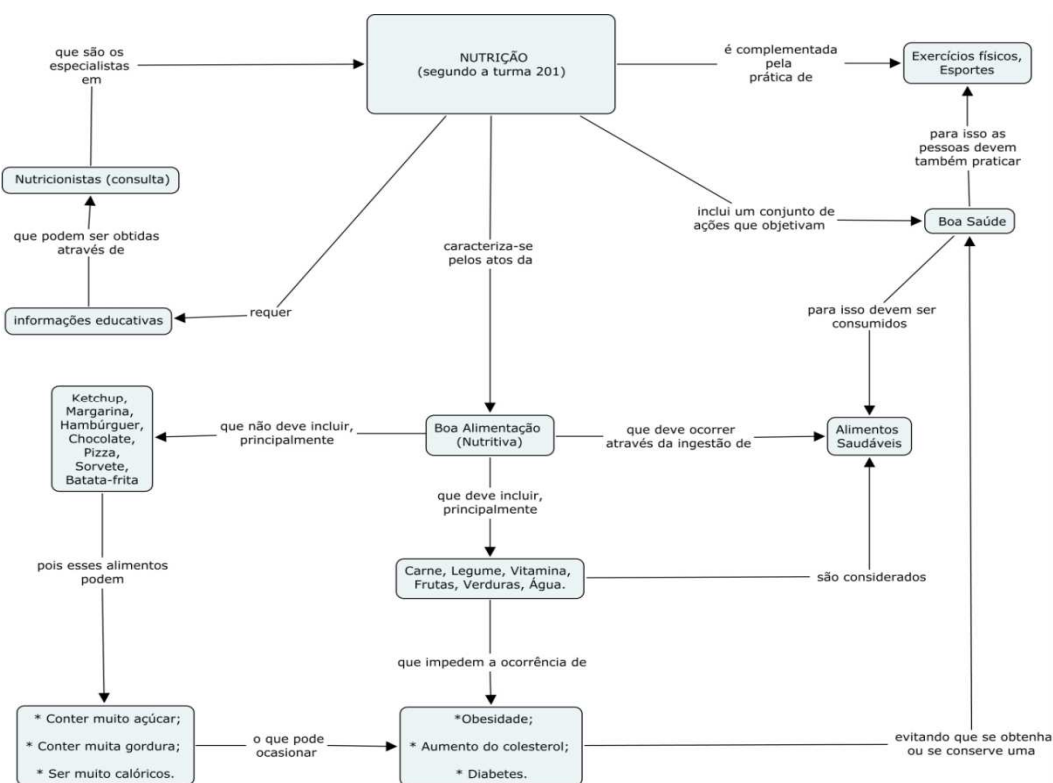 que são os
especialistas
em
NUTRIÇÃO
(segundo a turma 201)
é complementada
pela
prática de
Exercícios físicos,
Esportes
para isso as
pessoas devem
também praticar
Nutricionistas (consulta)
que podem ser obtidas
através de
inclui um conjunto de
ações que objetivam
Boa Saúde
caracteriza-se
pelos atos da
informações educativas
requer
para isso devem ser
consumidos
Ketchup,
Margarina,
Hambúrguer,
Chocolate,
Pizza,
Sorvete,
Batata-frita
que não deve incluir,
principalmente
Boa Alimentação
(Nutritiva)
que deve ocorrer
através da ingestão de
Alimentos
Saudáveis
que deve incluir,
principalmente
pois esses alimentos
podem
Carne, Legume, Vitamina,
Frutas, Verduras, Água.
são considerados
que impedem a ocorrência de
* Conter muito açúcar;
* Conter muita gordura;
* Ser muito calóricos.
o que pode
ocasionar
*Obesidade;
* Aumento do colesterol;
* Diabetes.
evitando que se obtenha
ou se conserve uma